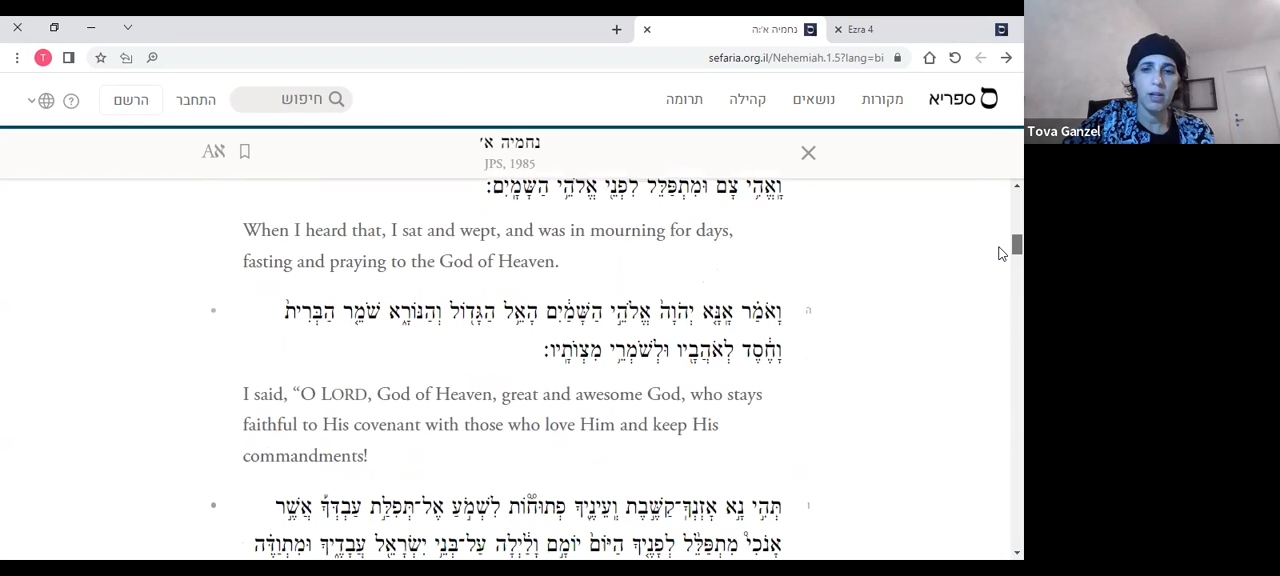 נחמיה א׳:ה
Ezra 4
sefaria.org.il/Nehemiah.1.5?lang=bi
T
ספריא
מקורות
נושאים
קהילה
תרומה
חיפוש
התחבר
הרשם
נחמיה א׳
JPS, 1985
אא
וָאֱהִ֥י צָם֙ וּמִתְפַּלֵּ֔ל לִפְנֵ֖י אֱלֹהֵ֥י הַשָּׁמָֽיִם׃
When I heard that, I sat and wept, and was in mourning for days,
fasting and praying to the God of Heaven.
ה
וָאֹמַ֗ר אָֽנָּ֤א יְהֹוָה֙ אֱלֹהֵ֣י הַשָּׁמַ֔יִם הָאֵ֥ל הַגָּד֖וֹל וְהַנּוֹרָ֑א שֹׁמֵ֤ר הַבְּרִית֙
וָחֶ֔סֶד לְאֹהֲבָ֖יו וּלְשֹׁמְרֵ֥י מִצְוֺתָֽיו׃
I said, “O LORD, God of Heaven, great and awesome God, who stays
faithful to His covenant with those who love Him and keep His
commandments!
ו
תְּהִ֣י נָ֣א אׇזְנְךָֽ־קַשֶּׁ֣בֶת וְֽעֵינֶ֪יךָ פְתוּח֟וֹת לִשְׁמֹ֣עַ אֶל־תְּפִלַּ֣ת עַבְדְּךָ֡ אֲשֶׁ֣ר
אָנֹכִי֩ מִתְפַּלֵּ֨ל לְפָנֶ֤יךָ הַיּוֹם֙ יוֹמָ֣ם וָלַ֔יְלָה עַל־בְּנֵ֥י יִשְׂרָאֵ֖ל עֲבָדֶ֑יךָ וּמִתְוַדֶּ֗ה
Tova Ganzel